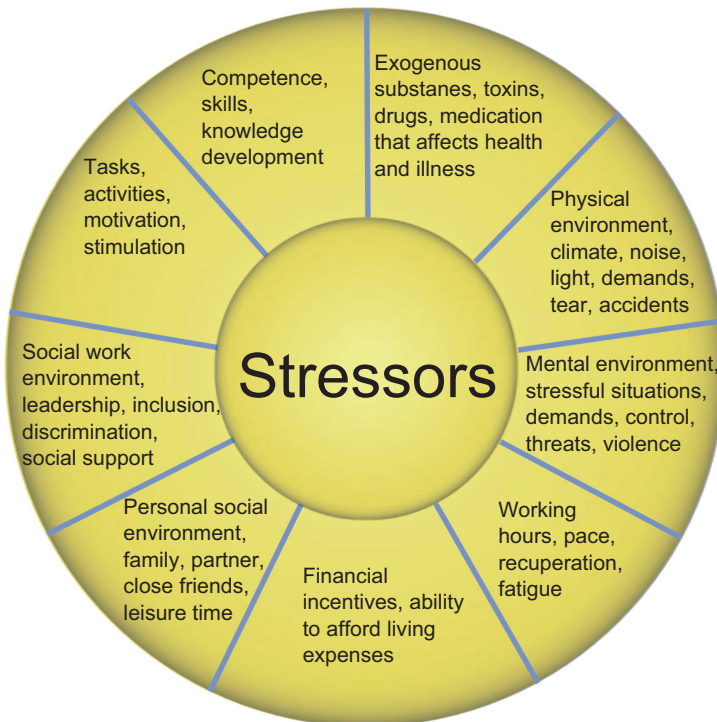 Exogenous
substanes, toxins,
drugs, medication
that affects health
and illness
Physical
environment,
climate, noise,
light, demands,
tear, accidents
Mental environment,
stressful situations,
demands, control,
threats, violence
Working
hours, pace,
recuperation,
fatigue
Financial
incentives, ability
to afford living
expenses
Personal social
environment,
family, partner,
close friends,
leisure time
Social work
environment,
leadership, inclusion,
discrimination,
social support
Tasks,
activities,
motivation,
stimulation
Competence,
skills,
knowledge
development
Stressors